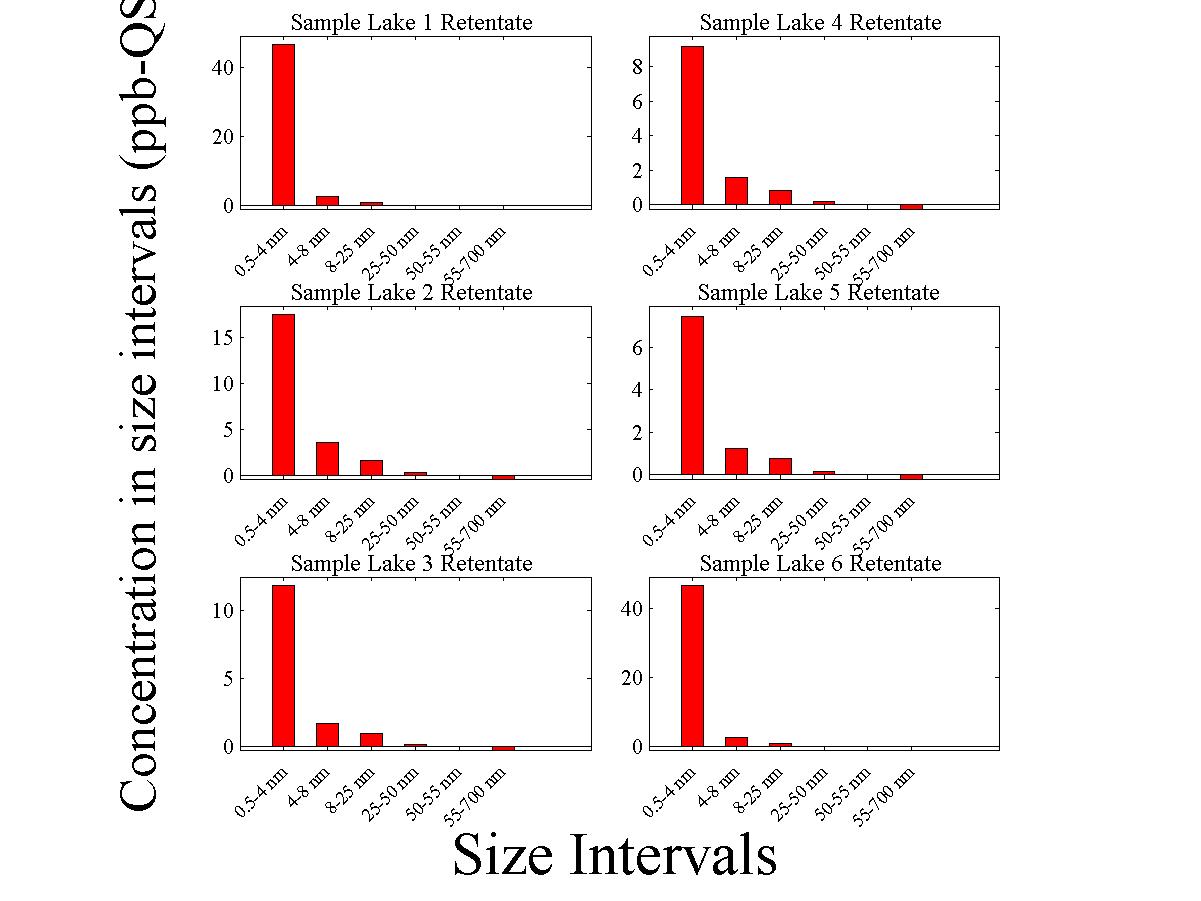 Concentration in size intervals (ppb-QS
Sample Lake 1 Retentate
40
20
0
0.5-4 nm
4-8 nm
8-25 nm
25-50 nm
50-55 nm
55-700 nm
Sample Lake 4 Retentate
8
6
4
2
0
0.5-4 nm
4-8 nm
8-25 nm
25-50 nm
50-55 nm
55-700 nm
Sample Lake 2 Retentate
15
10
5
0
0.5-4 nm
4-8 nm
8-25 nm
25-50 nm
50-55 nm
55-700 nm
Sample Lake 5 Retentate
6
4
2
0
0.5-4 nm
4-8 nm
8-25 nm
25-50 nm
50-55 nm
55-700 nm
Sample Lake 3 Retentate
10
5
0
0.5-4 nm
4-8 nm
8-25 nm
25-50 nm
50-55 nm
55-700 nm
Sample Lake 6 Retentate
40
20
0
0.5-4 nm
4-8 nm
8-25 nm
25-50 nm
50-55 nm
55-700 nm
Size Intervals